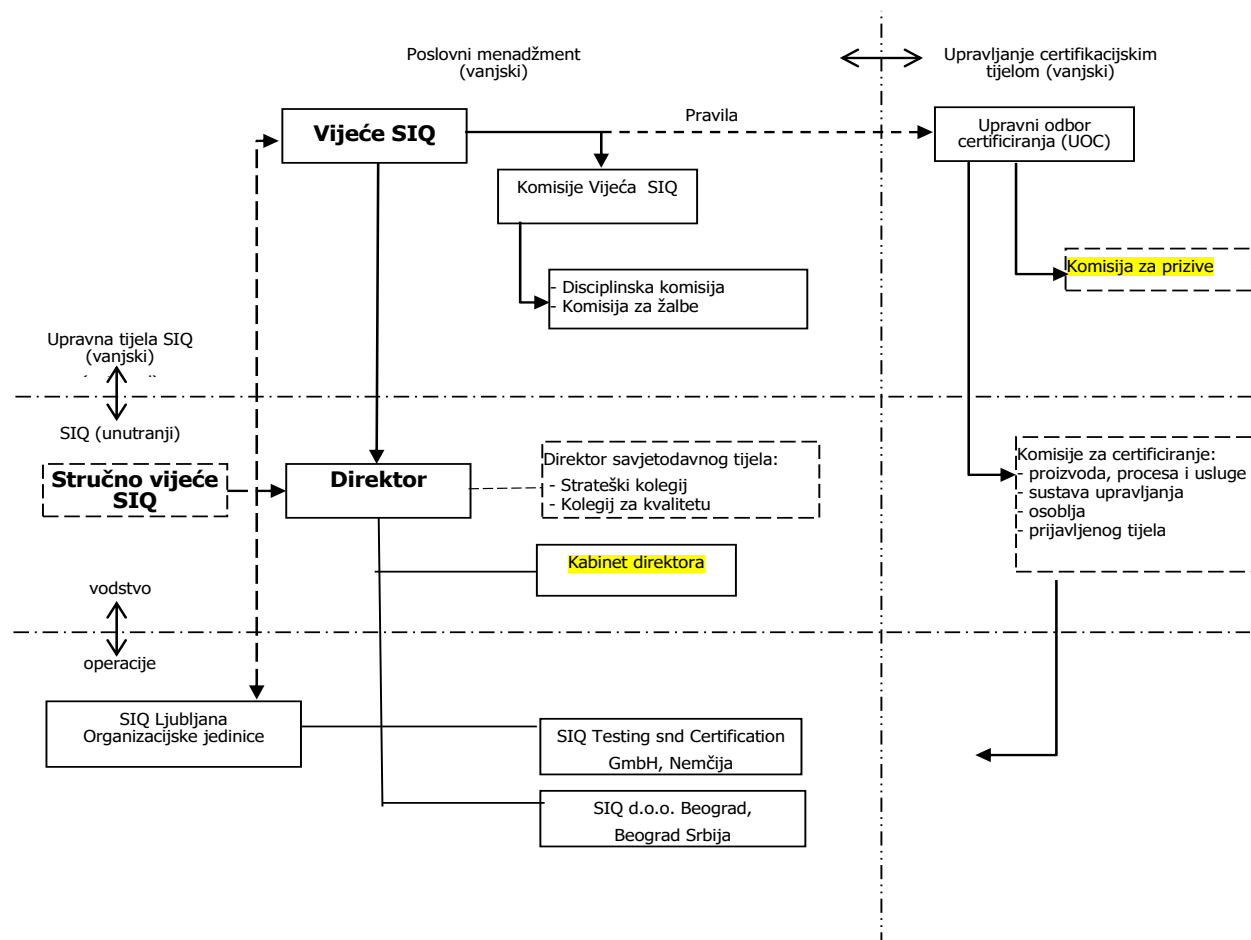 Poslovni menadžment
(vanjski)
Upravljanje certifikacijskim
tijelom (vanjski)
Vijeće SIQ
Pravila
Upravni odbor
certificiranja (UOC)
Komisije Vijeća SIQ
Komisija za prizive
- Disciplinska komisija
- Komisija za žalbe
Upravna tijela SIQ
(vanjski)
SIQ (unutranji)
Stručno vijeće
SIQ
Direktor
Direktor savjetodavnog tijela:
- Strateški kolegij
- Kolegij za kvalitetu
Komisije za certificiranje:
- proizvoda, procesa i usluge
- sustava upravljanja
- osoblja
- prijavljenog tijela
Kabinet direktora
vodstvo
operacije
SIQ Ljubljana
Organizacijske jedinice
SIQ Testing snd Certification
GmbH, Nemčija
SIQ d.o.o. Beograd,
Beograd Srbija